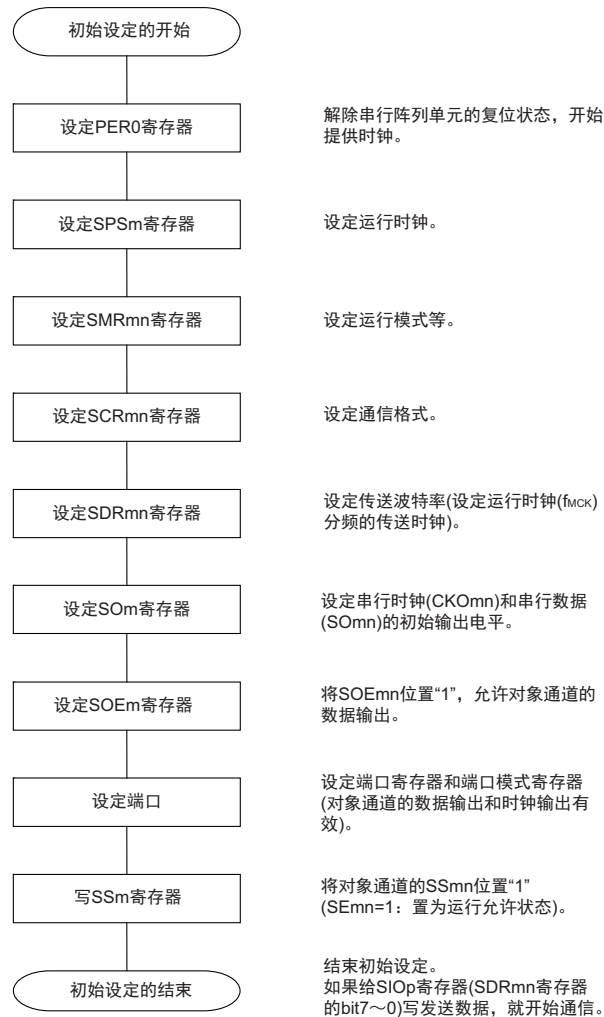 初始设定的开始
设定PER0寄存器
解除串行阵列单元的复位状态，开始
提供时钟。
设定SPSm寄存器
设定运行时钟。
设定SMRmn寄存器
设定运行模式等。
设定SCRmn寄存器
设定通信格式。
设定SDRmn寄存器
设定传送波特率(设定运行时钟(fMCK)
分频的传送时钟)。
设定SOm寄存器
设定串行时钟(CKOmn)和串行数据
(SOmn)的初始输出电平。
设定SOEm寄存器
将SOEmn位置“1”，允许对象通道的
数据输出。
设定端口
设定端口寄存器和端口模式寄存器
(对象通道的数据输出和时钟输出有
效)。
写SSm寄存器
将对象通道的SSmn位置“1”
(SEmn=1：置为运行允许状态)。
初始设定的结束
结束初始设定。
如果给SIOp寄存器(SDRmn寄存器
的bit7～0)写发送数据，就开始通信。